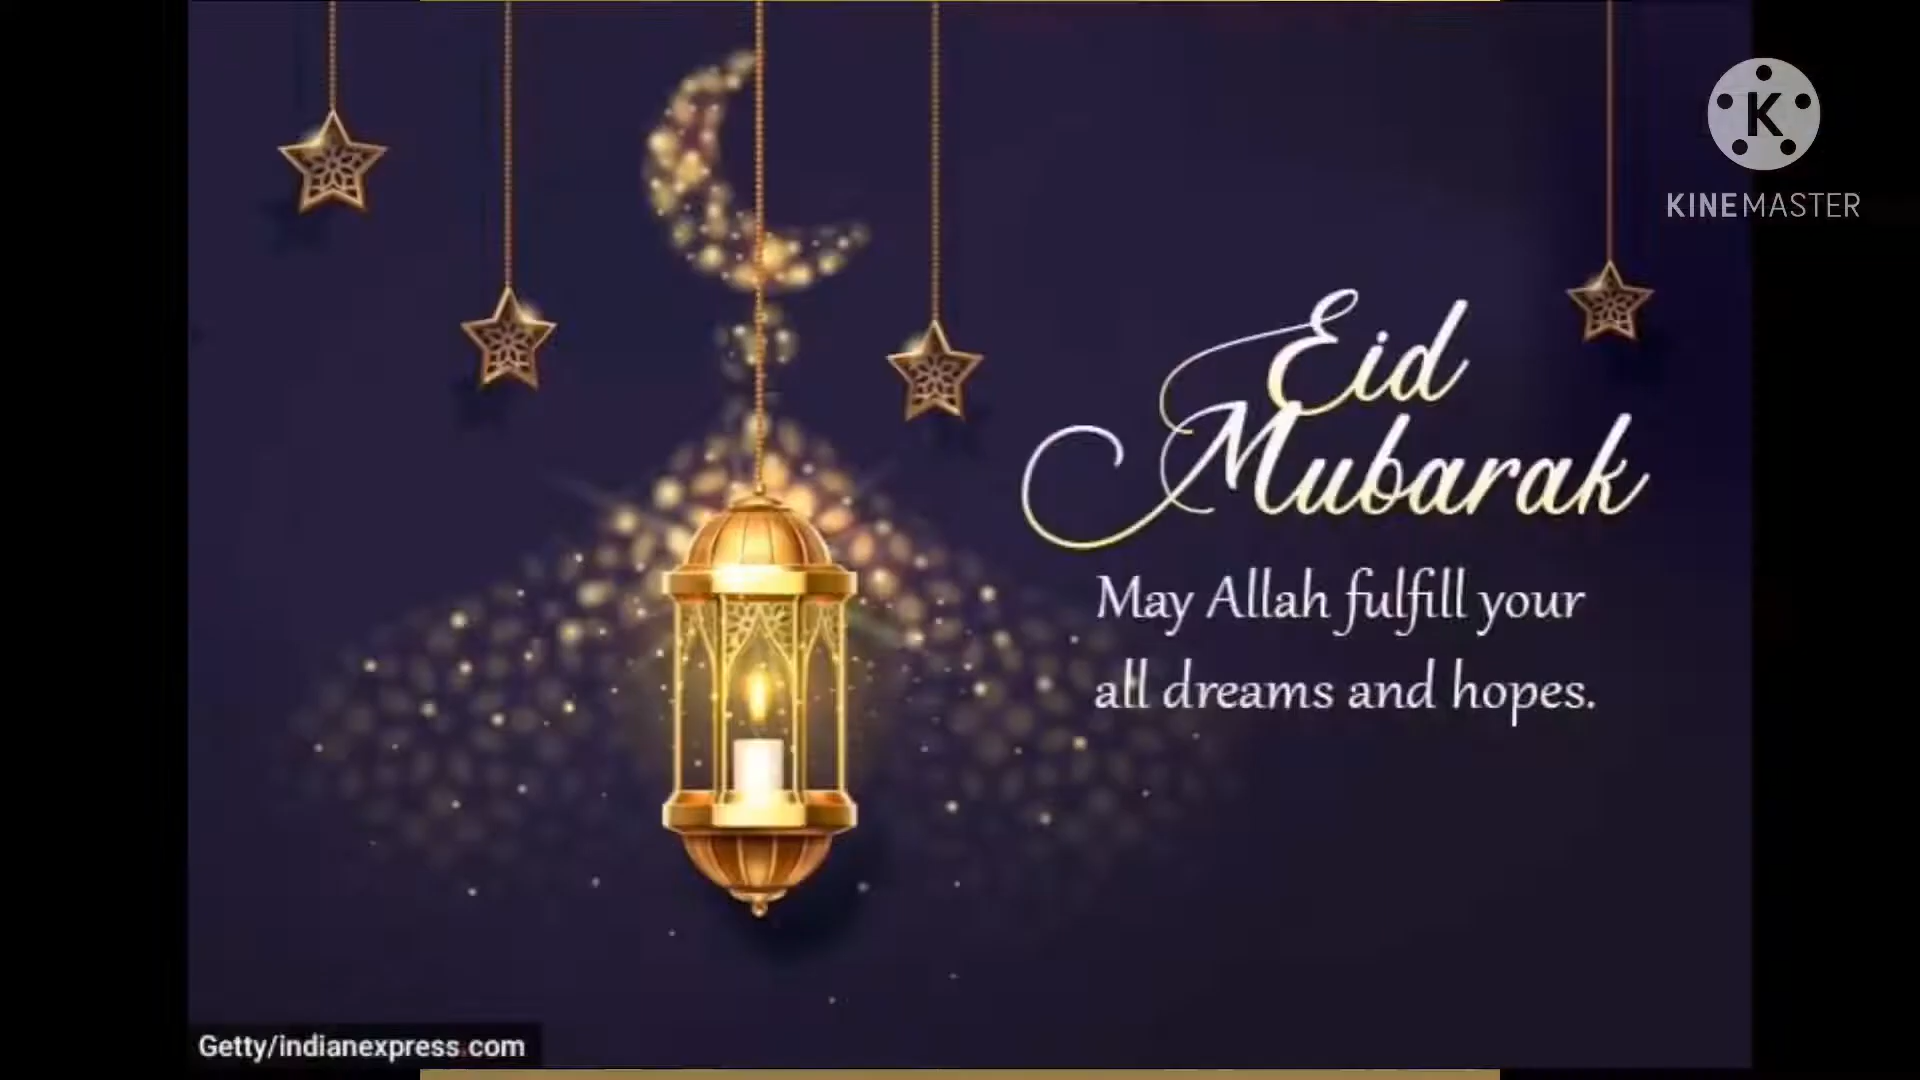 K
KINEMASTER
Eid
Mubarak
May Allah fulfill your
all dreams and hopes.
Getty/indianexpress.com